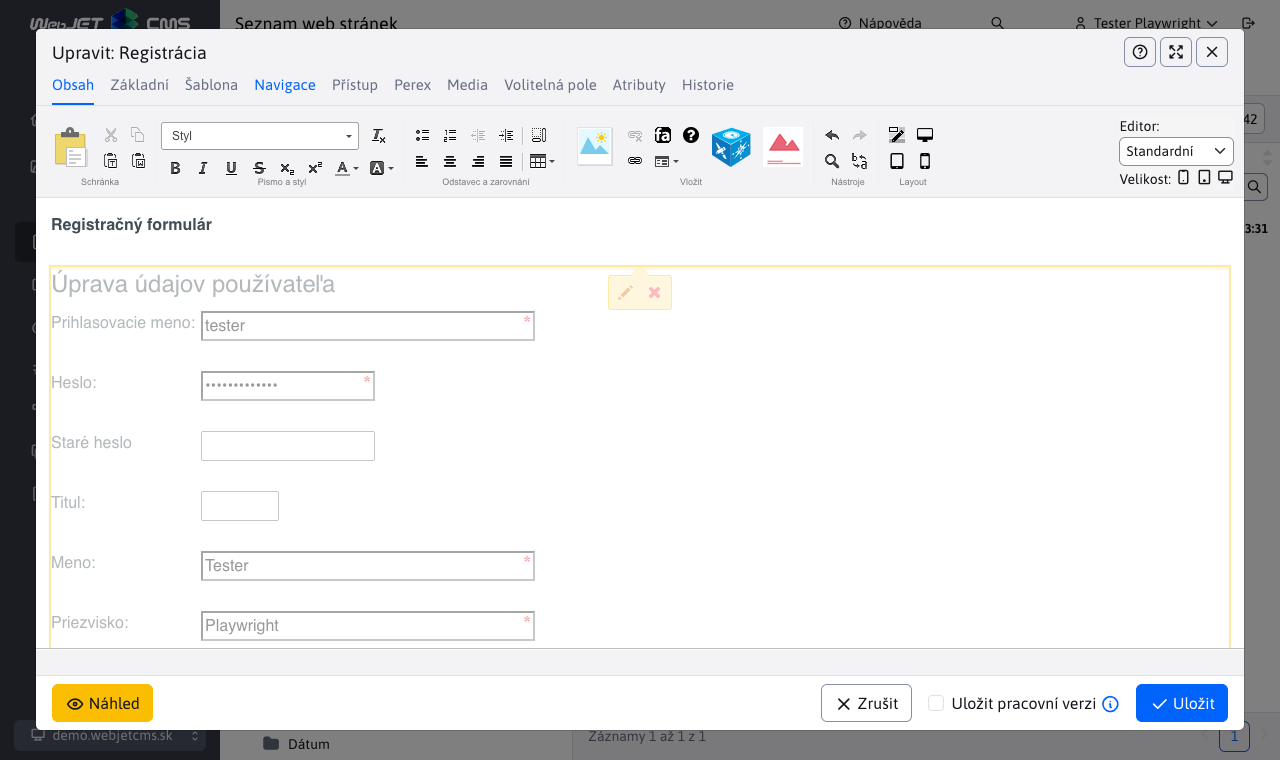 WebJET CMS
Seznam web stránek
Nápověda
Tester Playwright
Upravit: Registrácia
Obsah Základní Šablona Navigace Přístup Perex Media Volitelná pole Atributy Historie
Styl
Schránka
Písmo a styl
Odstavec a zarovnání
Vložit
Nástroje
Layout
Editor:
Standardní
Velikost:
42
3:31
Registračný formulár
Úprava údajov používateľa
Prihlasovacie meno: tester *
Heslo: ••••••••••••• *
Staré heslo
Titul:
Meno: Tester *
Priezvisko: Playwright *
Náhled
Zrušit
Uložit pracovní verzi
Uložit
demo.webjetcms.sk
Dátum
Záznamy 1 až 1 z 1
1